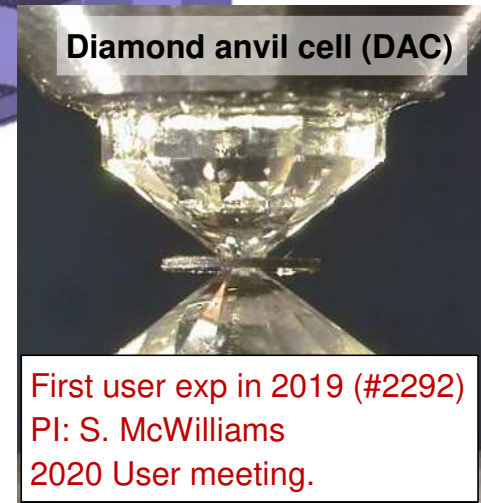 Diamond anvil cell (DAC)
First user exp in 2019 (#2292)
PI: S. McWilliams
2020 User meeting.